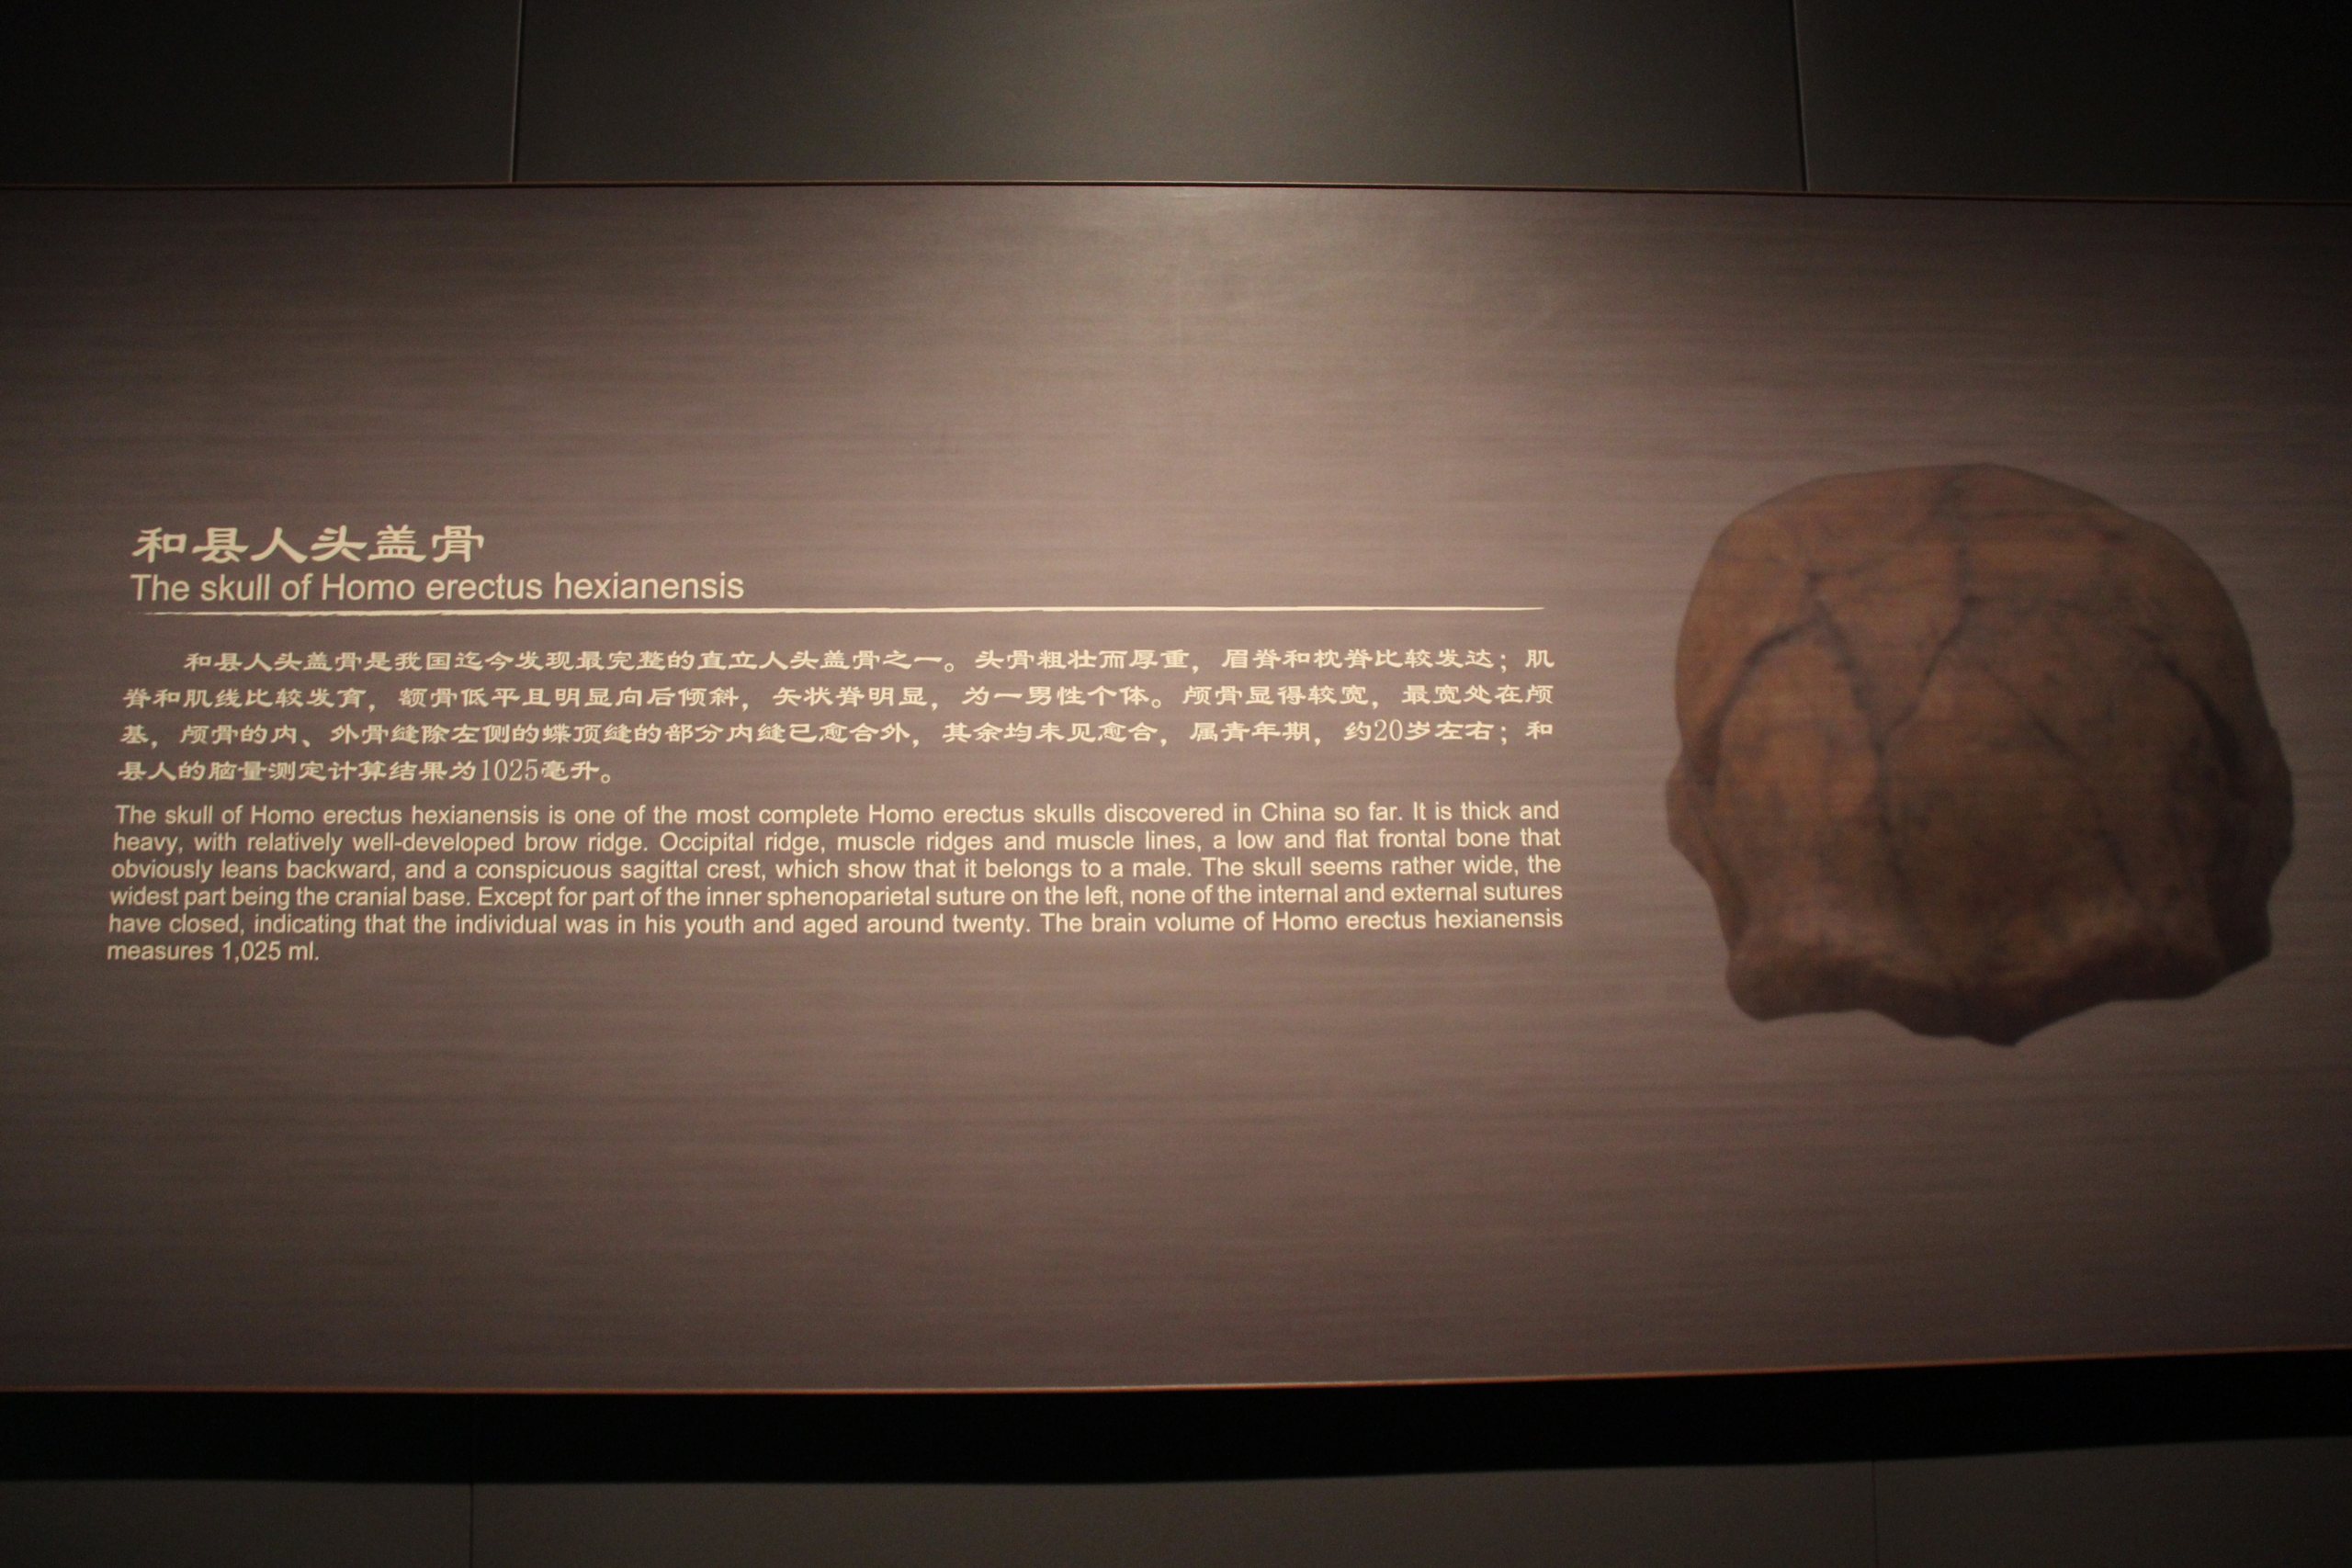 和县人头盖骨
The skull of Homo erectus hexianensis
和县人头盖骨是我国迄今发现最完整的直立人头盖骨之一。头骨粗壮而厚重，眉脊和枕脊比较发达；肌
脊和肌线比较发育，额骨低平且明显向后倾斜，矢状脊明显，为一男性个体。颅骨显得较宽，最宽处在颅
基，颅骨的内、外骨缝除左侧的蝶顶缝的部分内缝已愈合外，其余均未见愈合，属青年期，约20岁左右；和
县人的脑量测定计算结果为1025毫升。
The skull of Homo erectus hexianensis is one of the most complete Homo erectus skulls discovered in China so far. It is thick and
heavy, with relatively well-developed brow ridge. Occipital ridge, muscle ridges and muscle lines, a low and flat frontal bone that
obviously leans backward, and a conspicuous sagittal crest, which show that it belongs to a male. The skull seems rather wide, the
widest part being the cranial base. Except for part of the inner sphenoparietal suture on the left, none of the internal and external sutures
have closed, indicating that the individual was in his youth and aged around twenty. The brain volume of Homo erectus hexianensis
measures 1,025 ml.